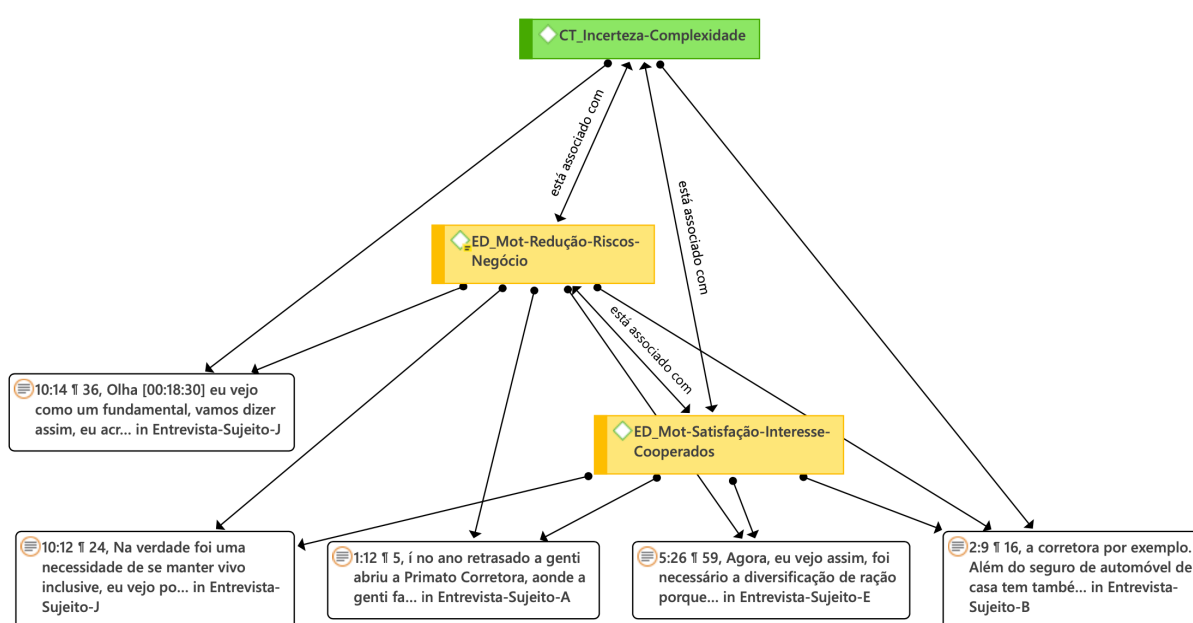 CT_Incerteza-Complexidade
está associado com
está associado com
ED_Mot-Redução-Riscos-
Negócio
está associado com
10:14 ¶ 36, Olha [00:18:30] eu vejo
como um fundamental, vamos dizer
assim, eu acr... in Entrevista-Sujeito-J
ED_Mot-Satisfação-Interesse-
Cooperados
10:12 ¶ 24, Na verdade foi uma
necessidade de se manter vivo
inclusive, eu vejo po... in Entrevista-
Sujeito-J
1:12 ¶ 5, í no ano retrasado a genti
abriu a Primato Corretora, aonde a
genti fa... in Entrevista-Sujeito-A
5:26 ¶ 59, Agora, eu vejo assim, foi
necessário a diversificação de ração
porque... in Entrevista-Sujeito-E
2:9 ¶ 16, a corretora por exemplo.
Além do seguro de automóvel de
casa tem també... in Entrevista-
Sujeito-B